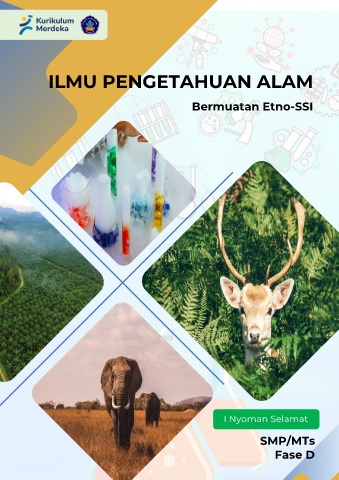 Kurikulum
Merdeka
ILMU PENGETAHUAN ALAM
Bermuatan Etno-SSI
I Nyoman Selamat
SMP/MTs
Fase D